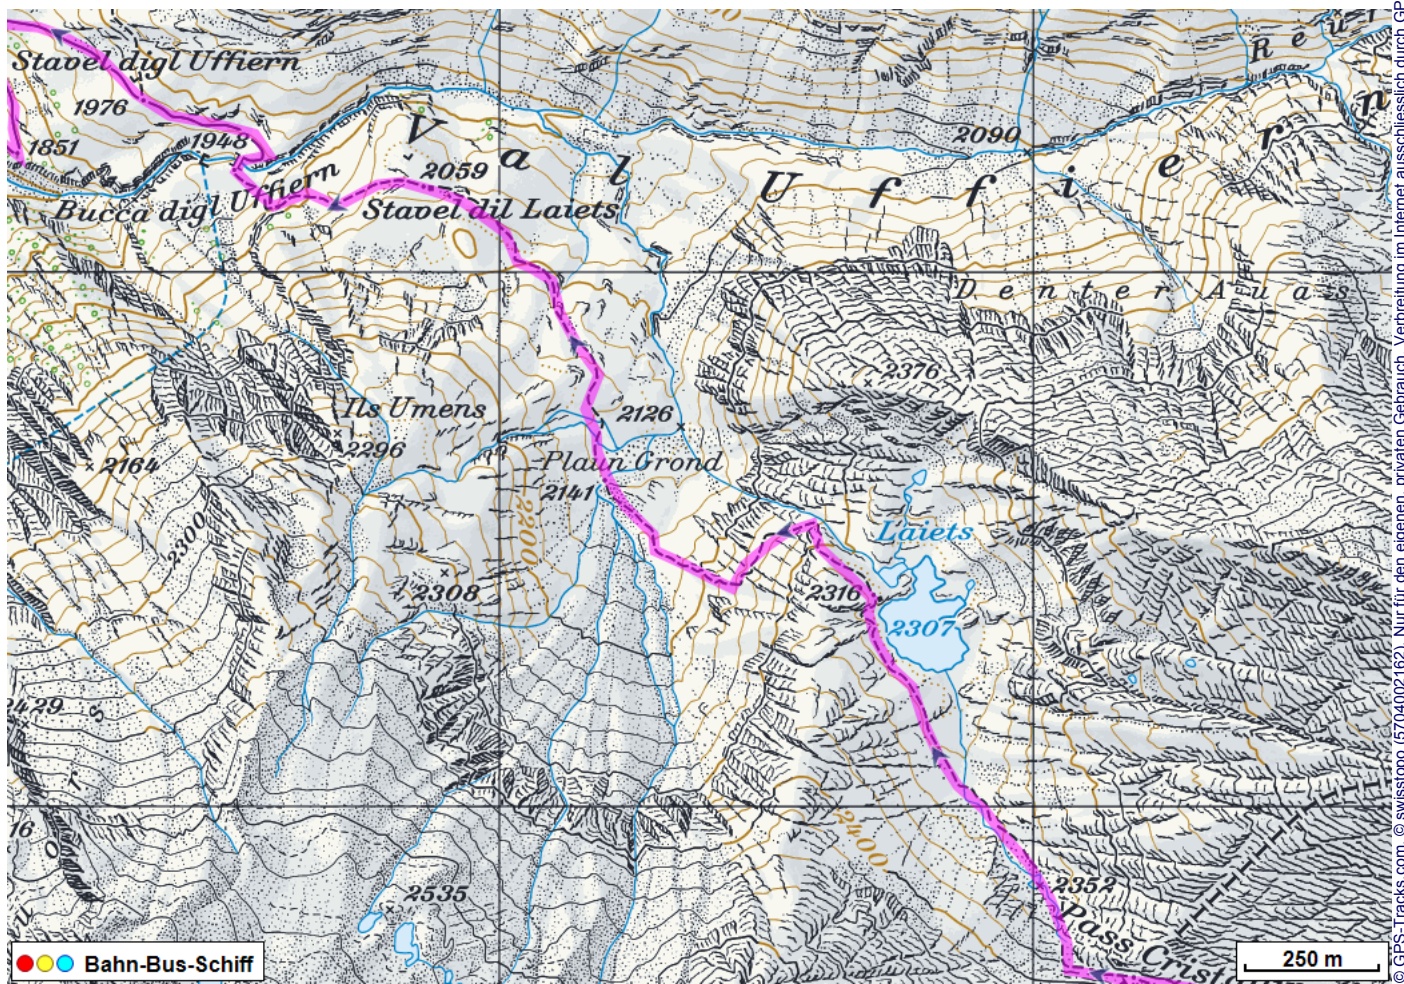 Stavel digl Uffiern
1976
1948
1851
Bucca digl Uffiern
2059
Stavel dil Laiets
Val Uffiern
2090
Denter Auas
2376
Ils Umens
2296
2164
2126
Plaun Grond
2141
2200
2300
2308
Laiets
2316
2307
2429
16
2400
2535
2352
Pass Cristallina
Bahn-Bus-Schiff
250 m
© GPS-Tracks.com, © swisstopo (5704002162). Nur für den eigenen, privaten Gebrauch. Verbreitung im Internet ausschliesslich durch GP